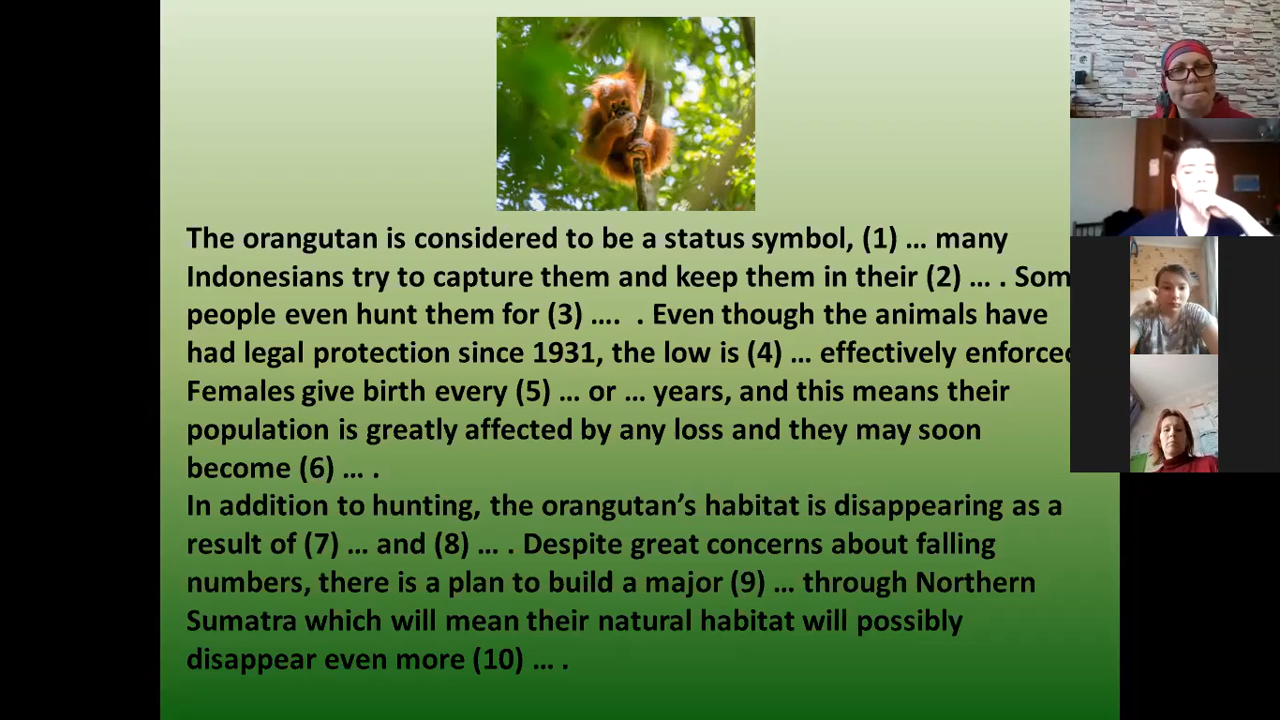 The orangutan is considered to be a status symbol, (1) … many
Indonesians try to capture them and keep them in their (2) … . Som
people even hunt them for (3) …. . Even though the animals have
had legal protection since 1931, the low is (4) … effectively enforced
Females give birth every (5) … or … years, and this means their
population is greatly affected by any loss and they may soon
become (6) … .
In addition to hunting, the orangutan’s habitat is disappearing as a
result of (7) … and (8) … . Despite great concerns about falling
numbers, there is a plan to build a major (9) … through Northern
Sumatra which will mean their natural habitat will possibly
disappear even more (10) … .